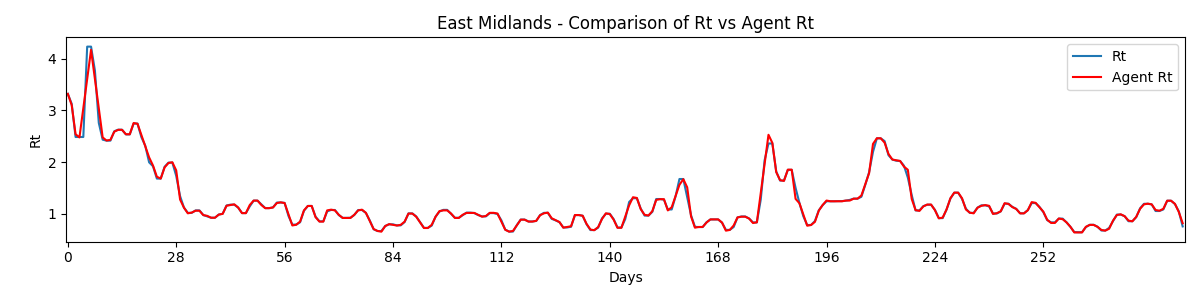 East Midlands - Comparison of Rt vs Agent Rt
Rt
Agent Rt
4
3
2
1
Rt
0 28 56 84 112 140 168 196 224 252
Days